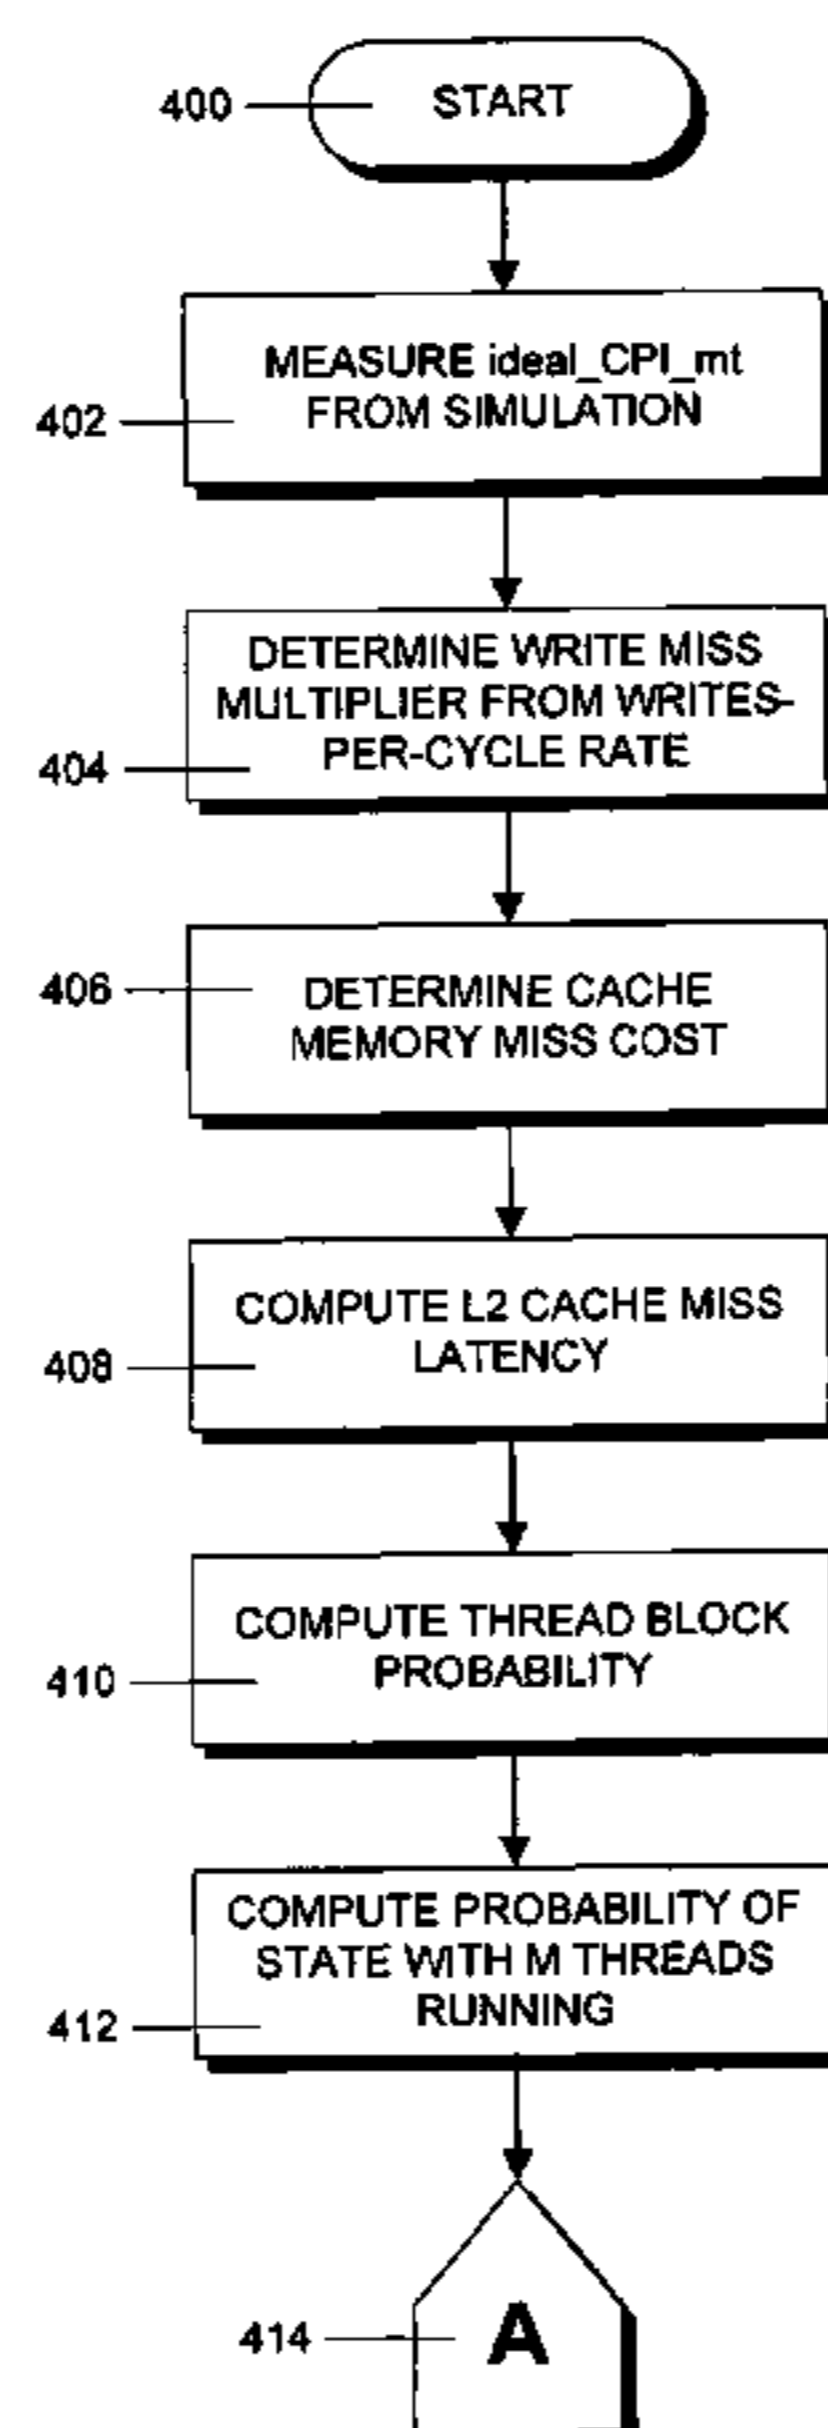 400
START
MEASURE ideal_CPI_mt
FROM SIMULATION
402
DETERMINE WRITE MISS
MULTIPLIER FROM WRITES-
PER-CYCLE RATE
404
406
DETERMINE CACHE
MEMORY MISS COST
COMPUTE L2 CACHE MISS
LATENCY
408
COMPUTE THREAD BLOCK
PROBABILITY
410
COMPUTE PROBABILITY OF
STATE WITH M THREADS
RUNNING
412
414
A